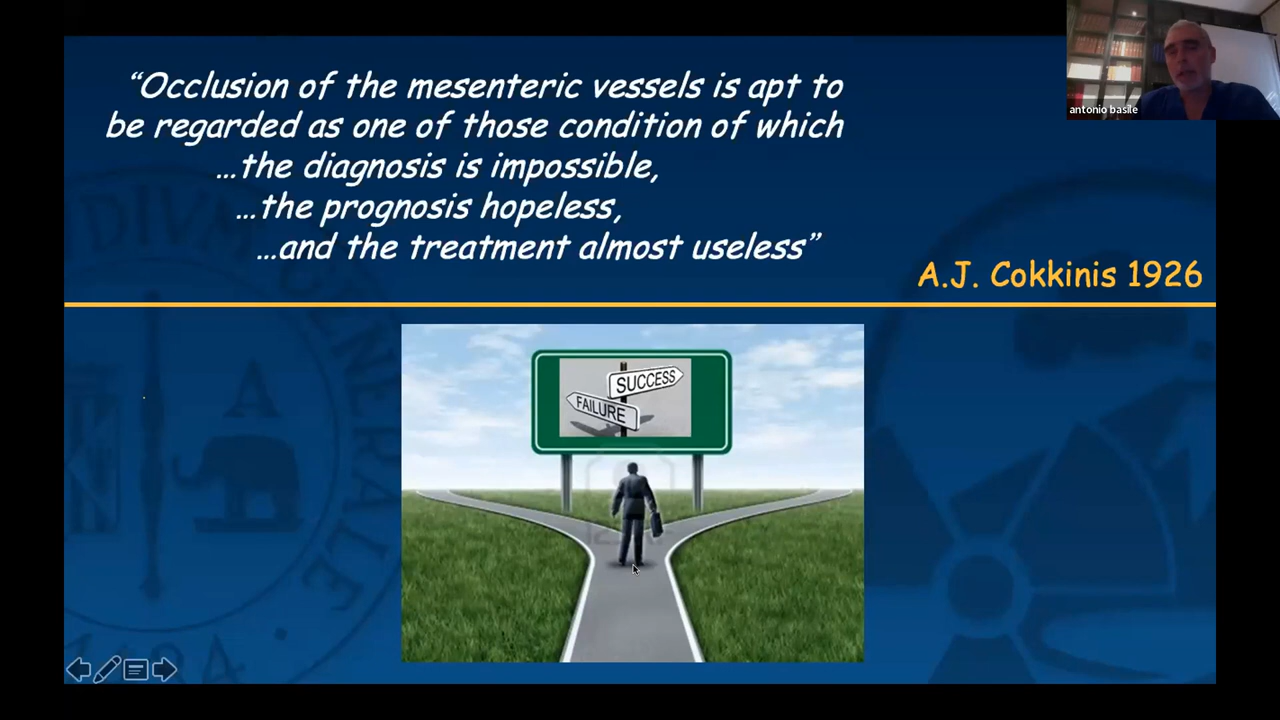 antonio basile
“Occlusion of the mesenteric vessels is apt to
be regarded as one of those condition of which
…the diagnosis is impossible,
…the prognosis hopeless,
…and the treatment almost useless”
A.J. Cokkinis 1926
SUCCESS
FAILURE